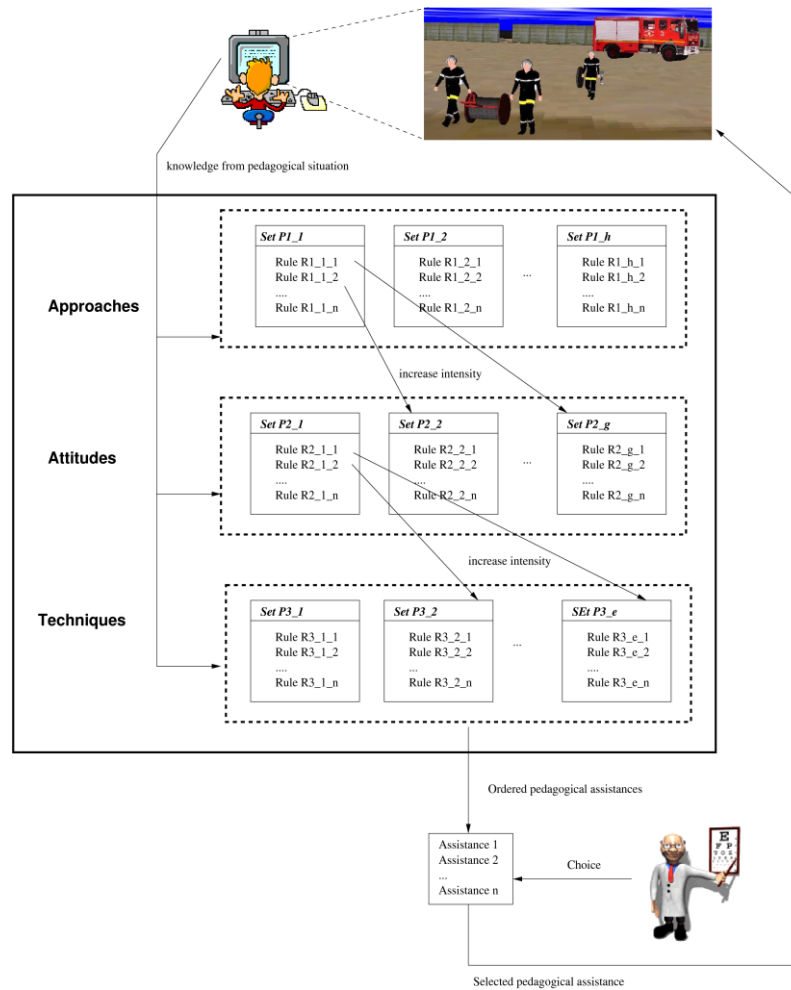 knowledge from pedagogical situation
Approaches
Set P1_1
Rule R1_1_1
Rule R1_1_2
....
Rule R1_1_n
Set P1_2
Rule R1_2_1
Rule R1_2_2
....
Rule R1_2_n
...
Set P1_h
Rule R1_h_1
Rule R1_h_2
....
Rule R1_h_n
increase intensity
Attitudes
Set P2_1
Rule R2_1_1
Rule R2_1_2
....
Rule R2_1_n
Set P2_2
Rule R2_2_1
Rule R2_2_2
....
Rule R2_2_n
...
Set P2_g
Rule R2_g_1
Rule R2_g_2
....
Rule R2_g_n
increase intensity
Techniques
Set P3_1
Rule R3_1_1
Rule R3_1_2
....
Rule R3_1_n
Set P3_2
Rule R3_2_1
Rule R3_2_2
...
Rule R3_2_n
...
SEt P3_e
Rule R3_e_1
Rule R3_e_2
....
Rule R3_e_n
Ordered pedagogical assistances
Assistance 1
Assistance 2
...
Assistance n
Choice
E
F P
Selected pedagogical assistance